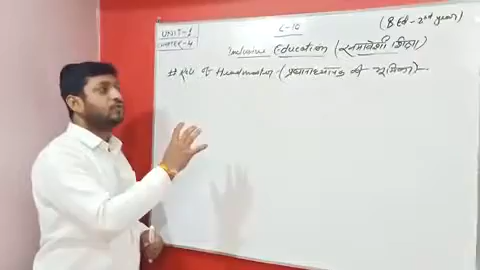 UNIT-1
CHAPTER-4
L-10
(B.Ed - 2nd year)
Inclusive Education (समावेशी शिक्षा)
# Role of Headmaster - (प्रधानाध्यापक की भूमिका) -